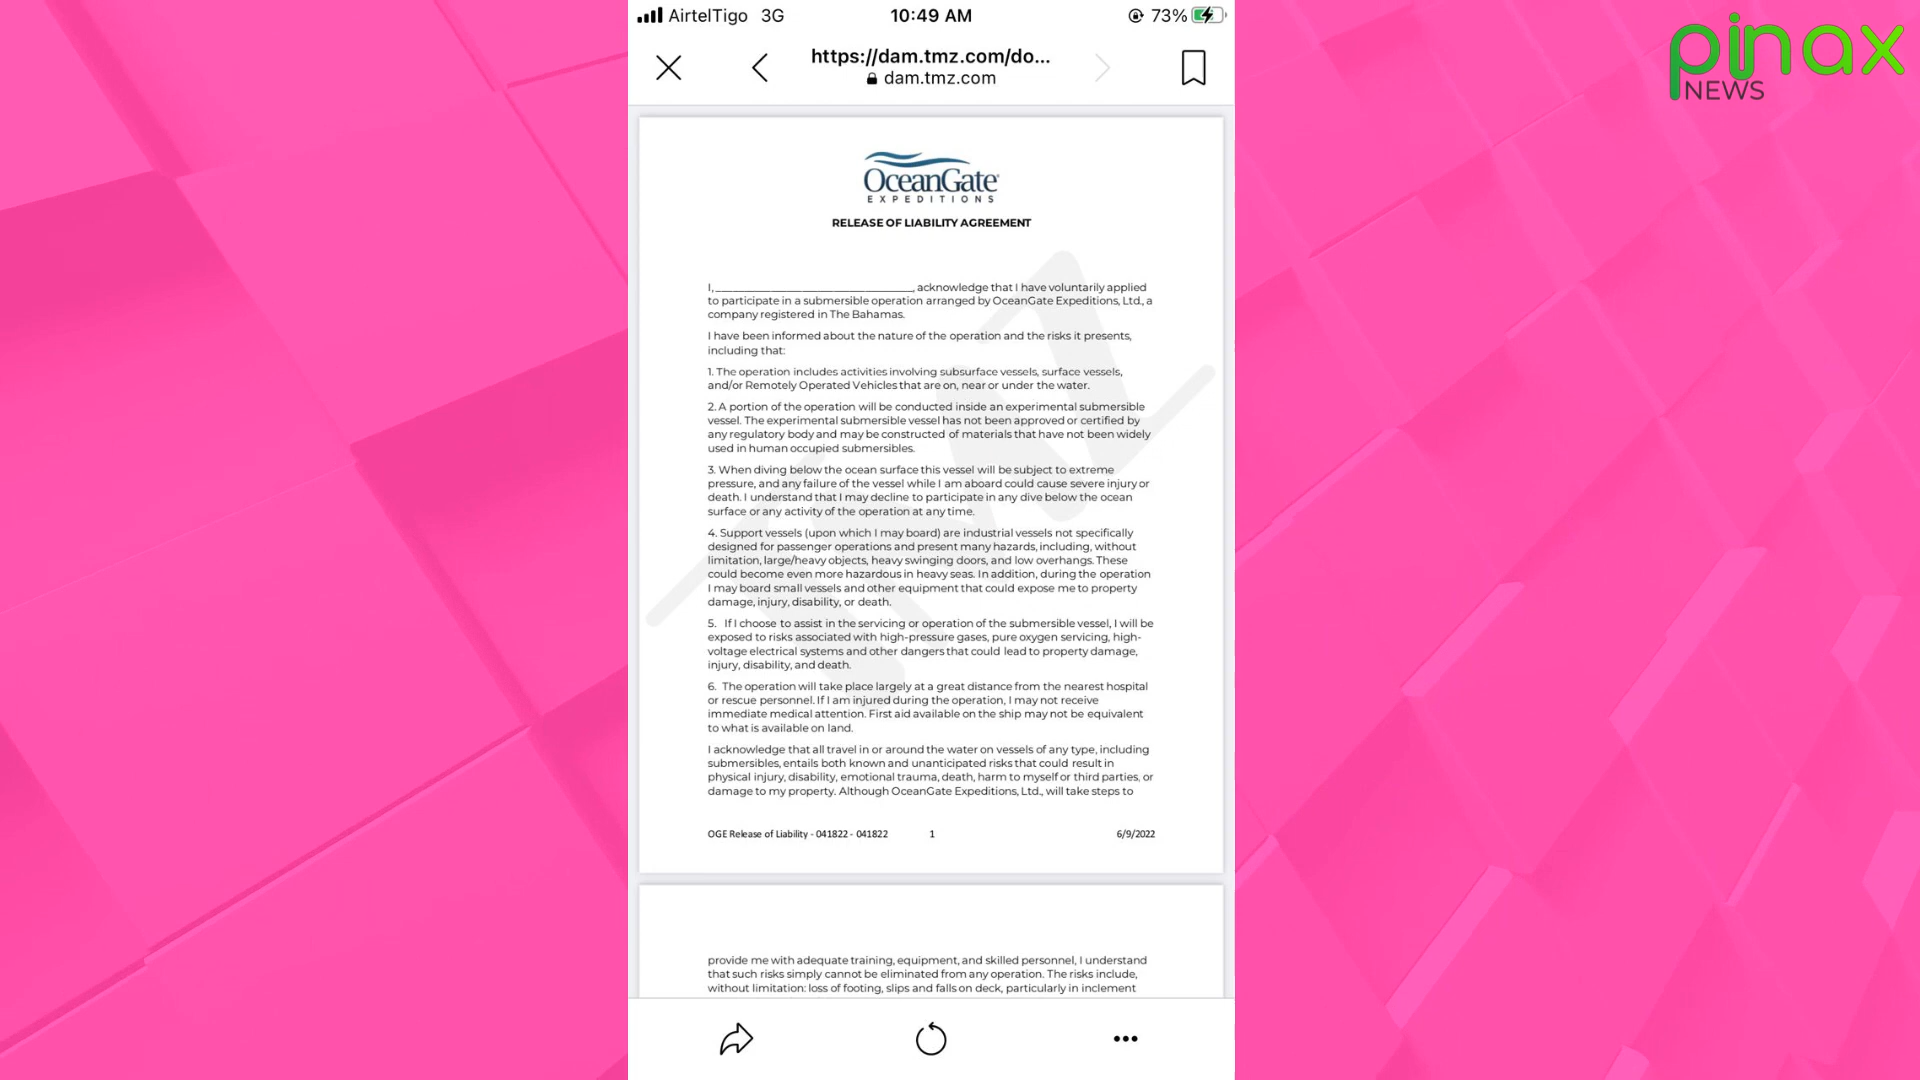 AirtelTigo 3G 10:49 AM 73%
https://dam.tmz.com/do...
dam.tmz.com
pinax
NEWS
OceanGate
EXPEDITIONS
RELEASE OF LIABILITY AGREEMENT
I, _________________________________, acknowledge that I have voluntarily applied
to participate in a submersible operation arranged by OceanGate Expeditions, Ltd., a
company registered in The Bahamas.
I have been informed about the nature of the operation and the risks it presents,
including that:
1. The operation includes activities involving subsurface vessels, surface vessels,
and/or Remotely Operated Vehicles that are on, near or under the water.
2. A portion of the operation will be conducted inside an experimental submersible
vessel. The experimental submersible vessel has not been approved or certified by
any regulatory body and may be constructed of materials that have not been widely
used in human occupied submersibles.
3. When diving below the ocean surface this vessel will be subject to extreme
pressure, and any failure of the vessel while I am aboard could cause severe injury or
death. I understand that I may decline to participate in any dive below the ocean
surface or any activity of the operation at any time.
4. Support vessels (upon which I may board) are industrial vessels not specifically
designed for passenger operations and present many hazards, including, without
limitation, large/heavy objects, heavy swinging doors, and low overhangs. These
could become even more hazardous in heavy seas. In addition, during the operation
I may board small vessels and other equipment that could expose me to property
damage, injury, disability, or death.
5. If I choose to assist in the servicing or operation of the submersible vessel, I will be
exposed to risks associated with high-pressure gases, pure oxygen servicing, high-
voltage electrical systems and other dangers that could lead to property damage,
injury, disability, and death.
6. The operation will take place largely at a great distance from the nearest hospital
or rescue personnel. If I am injured during the operation, I may not receive
immediate medical attention. First aid available on the ship may not be equivalent
to what is available on land.
I acknowledge that all travel in or around the water on vessels of any type, including
submersibles, entails both known and unanticipated risks that could result in
physical injury, disability, emotional trauma, death, harm to myself or third parties, or
damage to my property. Although OceanGate Expeditions, Ltd., will take steps to
OGE Release of Liability - 041822 - 041822 1 6/9/2022
provide me with adequate training, equipment, and skilled personnel, I understand
that such risks simply cannot be eliminated from any operation. The risks include,
without limitation: loss of footing, slips and falls on deck, particularly in inclement
TMZ